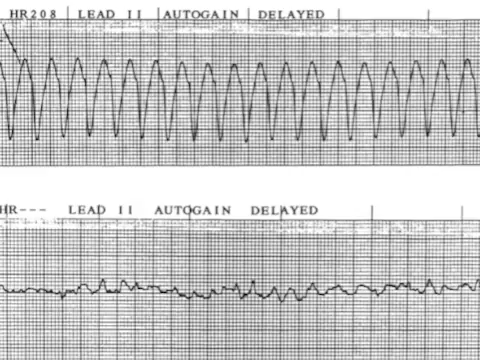 HR208 LEAD II AUTOGAIN DELAYED
HR--- LEAD II AUTOGAIN DELAYED